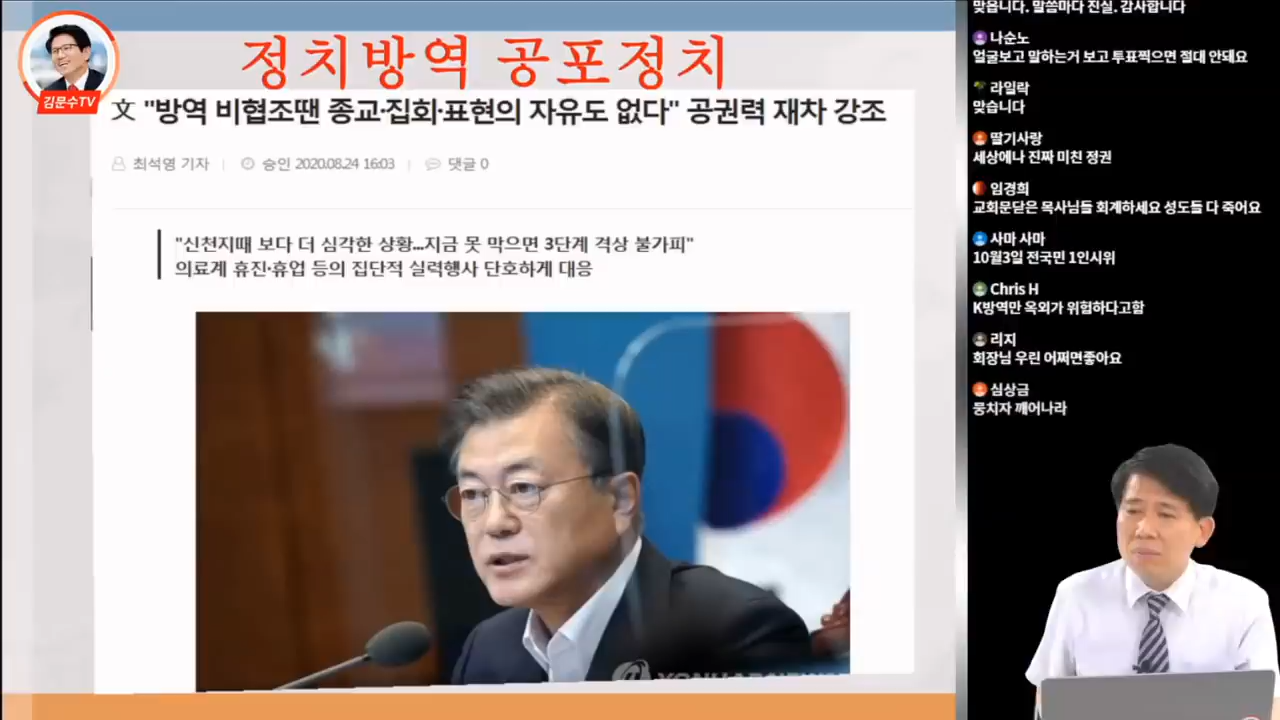 정치방역 공포정치
김문수TV
文 "방역 비협조땐 종교·집회·표현의 자유도 없다" 공권력 재차 강조
최석영 기자 | 승인 2020.08.24 16:03 | 댓글 0
"신천지때 보다 더 심각한 상황...지금 못 막으면 3단계 격상 불가피"
의료계 휴진·휴업 등의 집단적 실력행사 단호하게 대응
맞습니다. 말씀마다 진실. 감사합니다
나순노
얼굴보고 말하는거 보고 투표찍으면 절대 안돼요
라일락
맞습니다
딸기사랑
세상에나 진짜 미친 정권
임경희
교회문닫은 목사님들 회계하세요 성도들 다 죽어요
사마 사마
10월3일 전국민 1인시위
Chris H
K방역만 옥외가 위험하다고함
리지
회장님 우린 어쩌면좋아요
심상금
뭉치자 깨어나라